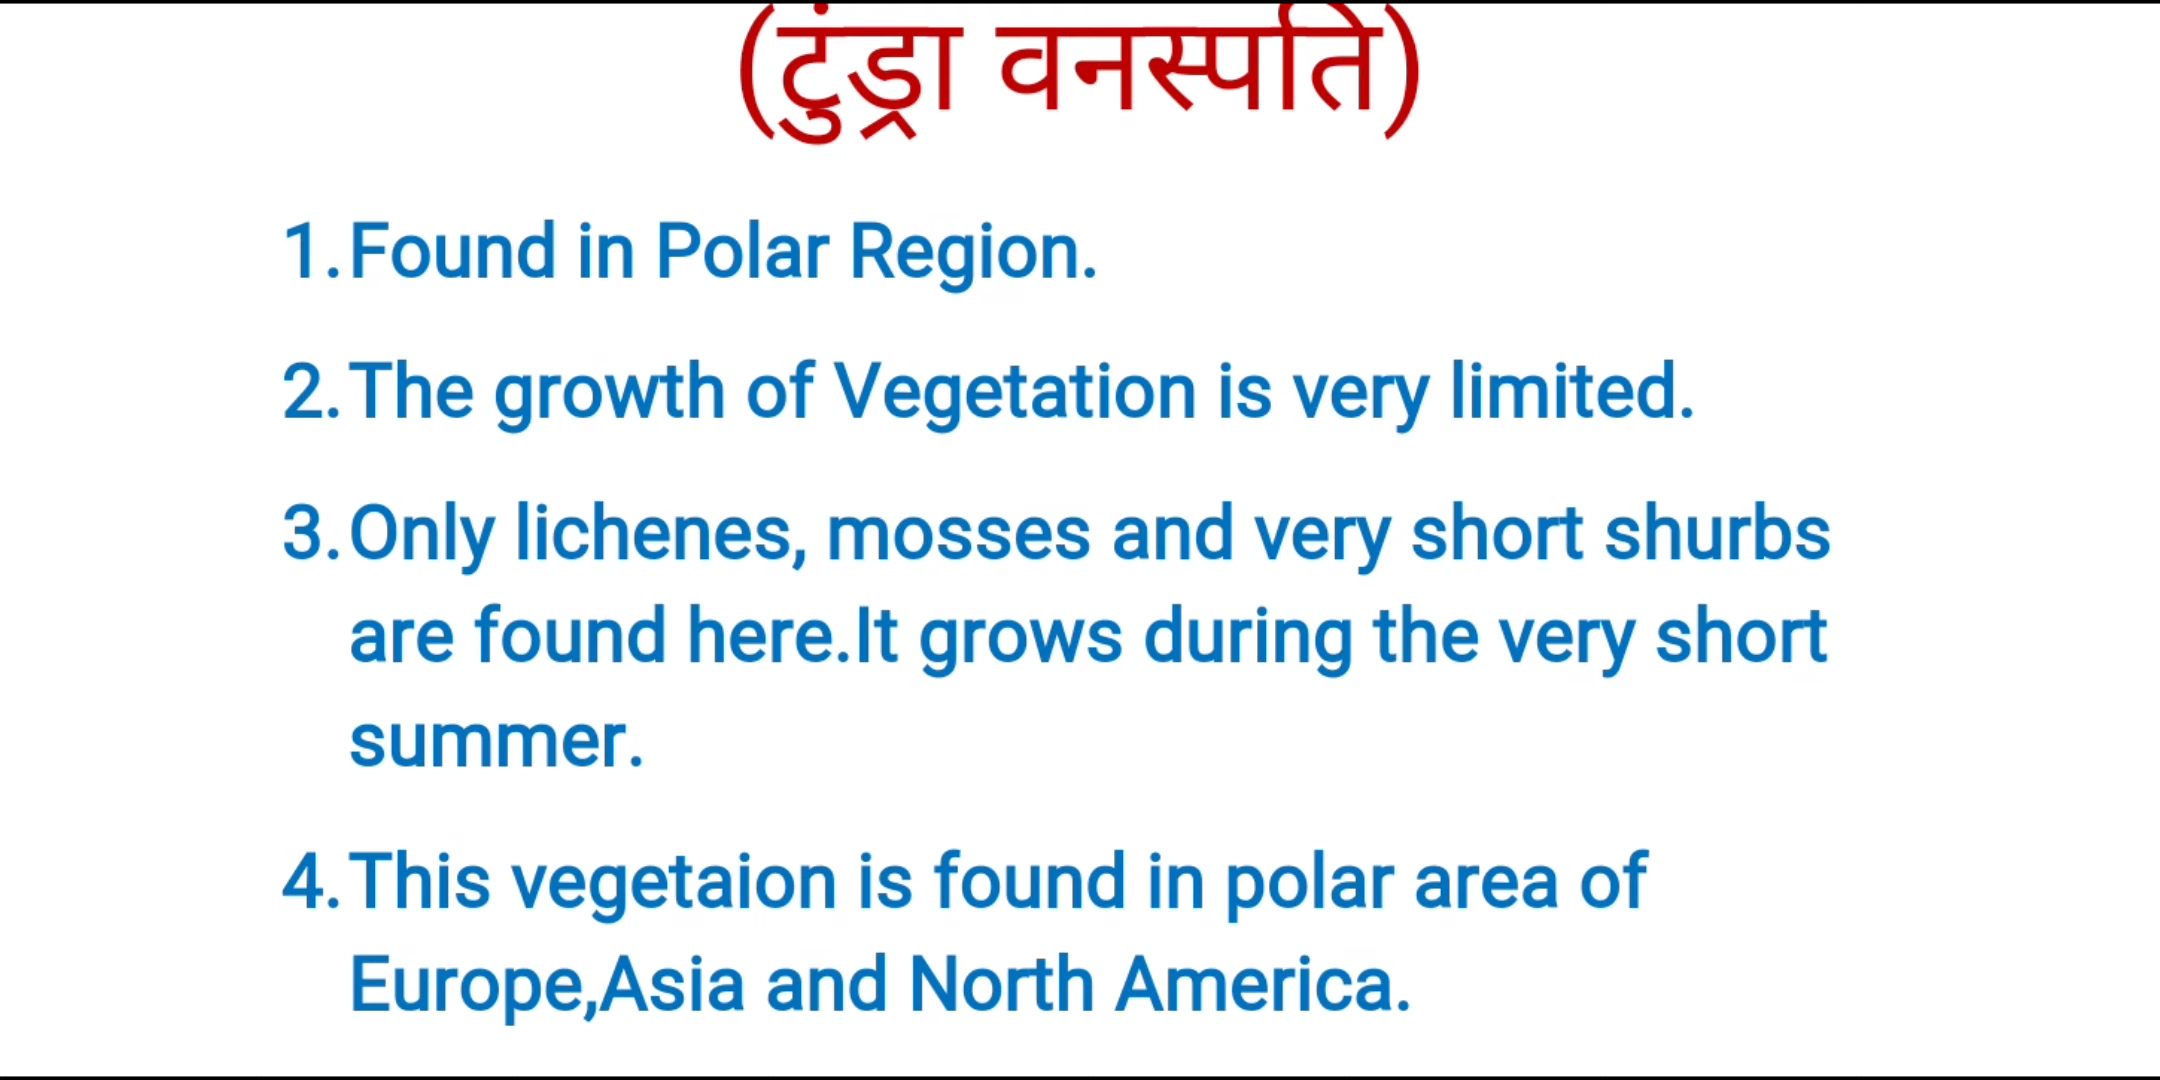 (टुंड्रा वनस्पति)
1.Found in Polar Region.
2.The growth of Vegetation is very limited.
3.Only lichenes, mosses and very short shurbs
are found here.It grows during the very short
summer.
4.This vegetaion is found in polar area of
Europe,Asia and North America.